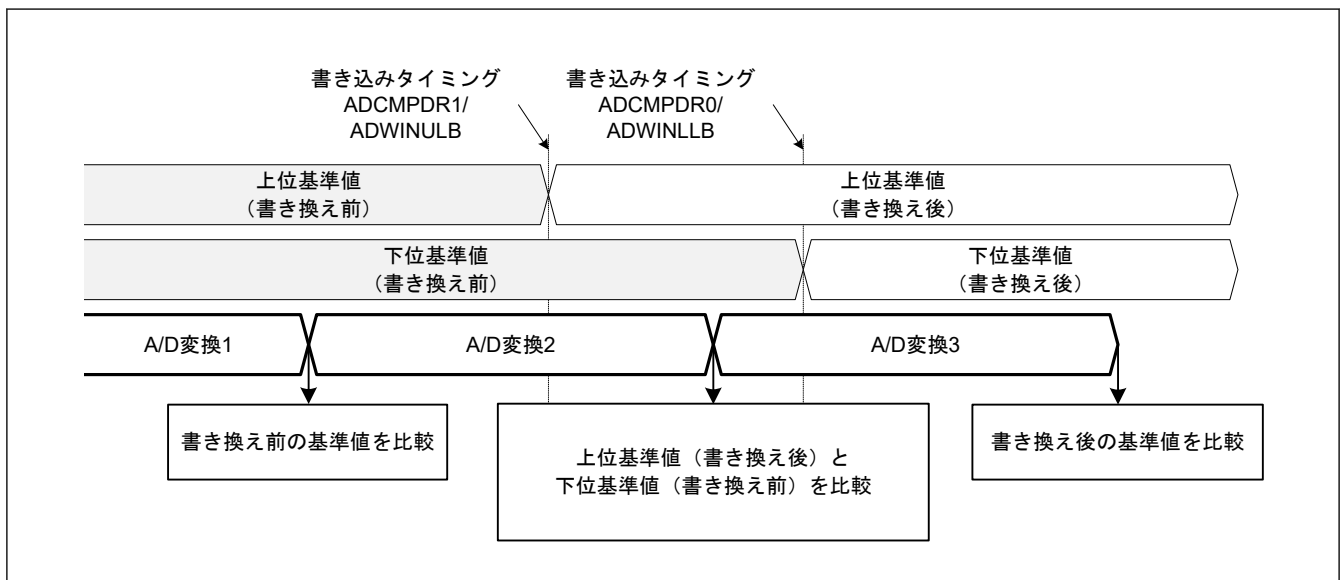 書き込みタイミング
ADCMPDR1/
ADWINULB
書き込みタイミング
ADCMPDR0/
ADWINLLB
上位基準値
（書き換え前）
上位基準値
（書き換え後）
下位基準値
（書き換え前）
下位基準値
（書き換え後）
A/D変換1
A/D変換2
A/D変換3
書き換え前の基準値を比較
上位基準値（書き換え後）と
下位基準値（書き換え前）を比較
書き換え後の基準値を比較